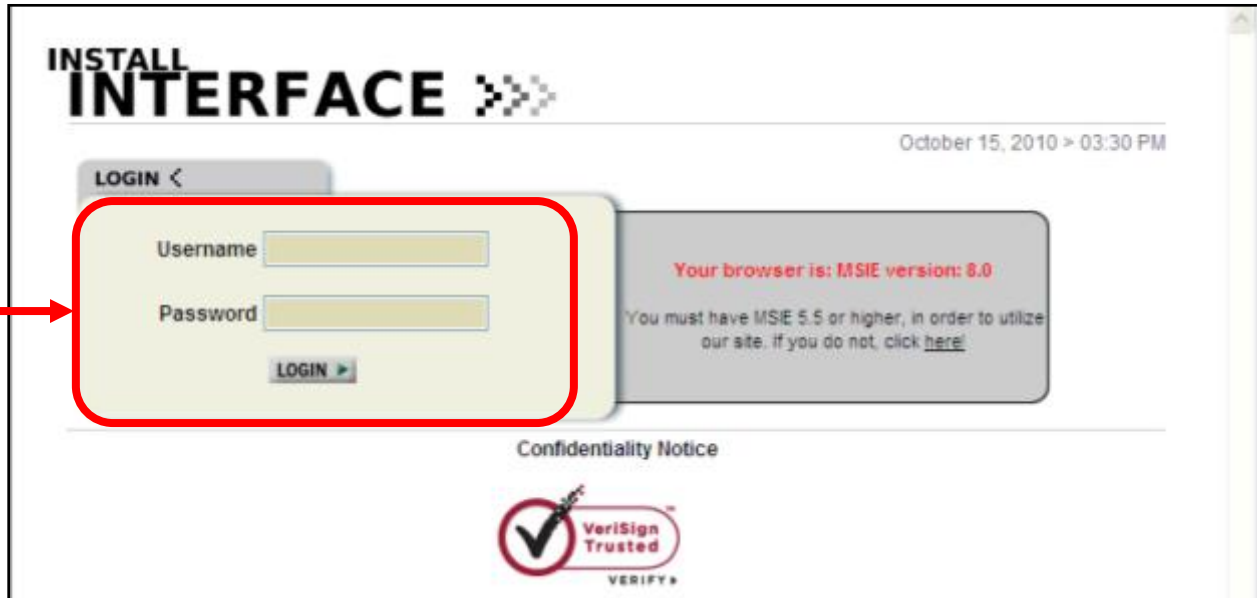 INSTALL
INTERFACE >>>
October 15, 2010 > 03:30 PM
LOGIN <
Username
Password
LOGIN
Your browser is: MSIE version: 8.0
You must have MSIE 5.5 or higher, in order to utilize
our site. If you do not, click here!
Confidentiality Notice
VeriSign
Trusted
VERIFY